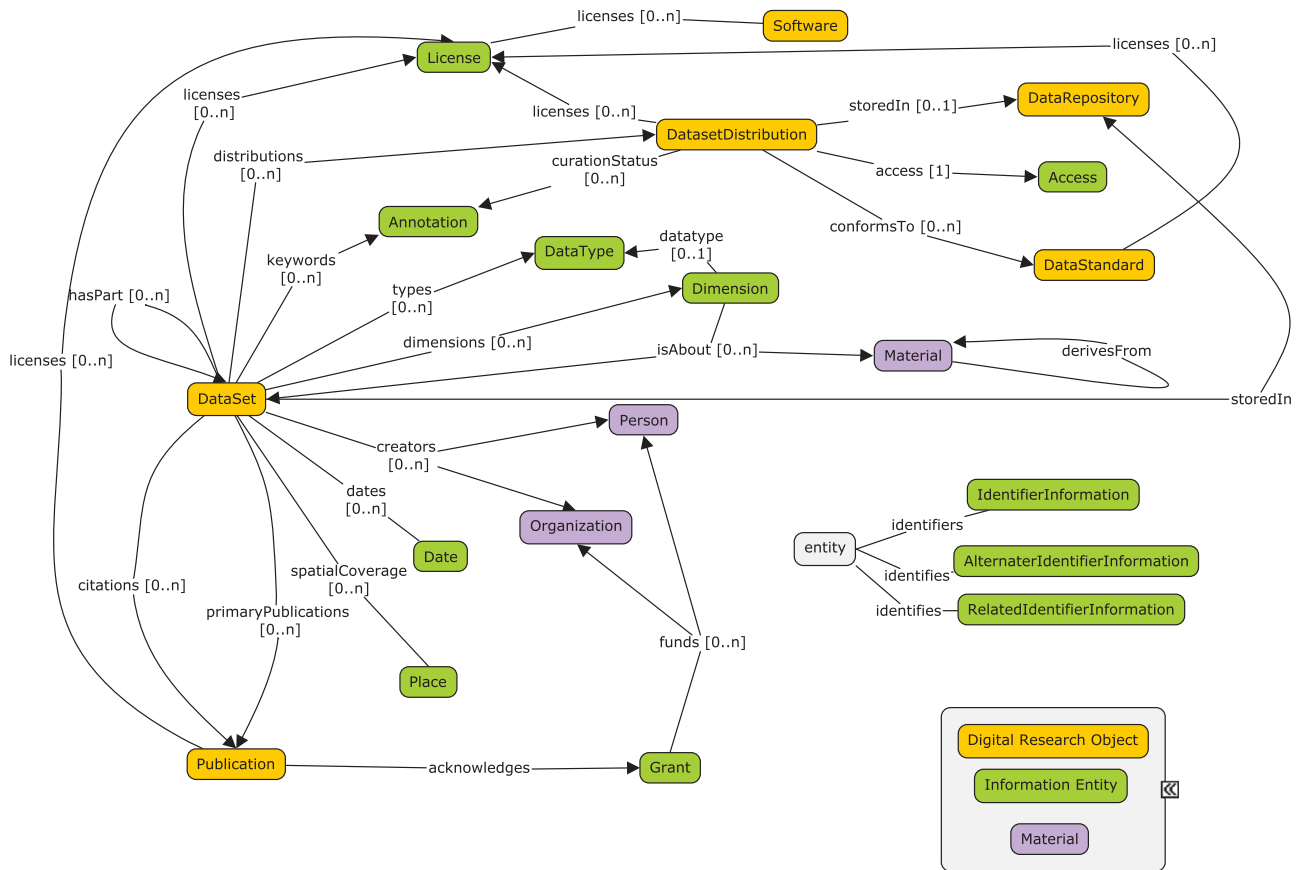 licenses [0..n]
Software
License
licenses [0..n]
licenses
[0..n]
DataRepository
storedIn [0..1]
licenses [0..n]
DatasetDistribution
distributions
[0..n]
curationStatus
[0..n]
access [1]
Access
Annotation
conformsTo [0..n]
datatype
[0..1]
DataType
keywords
[0..n]
DataStandard
types
[0..n]
Dimension
hasPart [0..n]
dimensions [0..n]
isAbout [0..n]
Material
derivesFrom
licenses [0..n]
DataSet
storedIn
Person
creators
[0..n]
dates
[0..n]
Organization
IdentifierInformation
identifiers
entity
Date
AlternaterIdentifierInformation
identifies
spatialCoverage
[0..n]
citations [0..n]
RelatedIdentifierInformation
identifies
primaryPublications
[0..n]
funds [0..n]
Place
Publication
acknowledges
Grant
Digital Research Object
Information Entity
Material